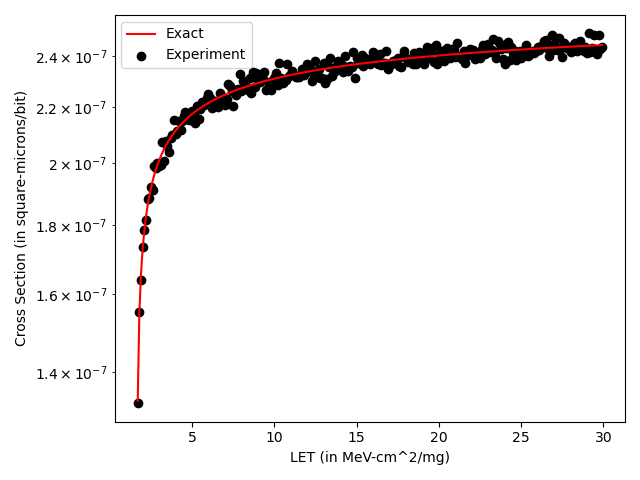 Exact
Experiment
2.4 × 10⁻⁷
2.2 × 10⁻⁷
2 × 10⁻⁷
1.8 × 10⁻⁷
1.6 × 10⁻⁷
1.4 × 10⁻⁷
Cross Section (in square-microns/bit)
5 10 15 20 25 30
LET (in MeV-cm^2/mg)